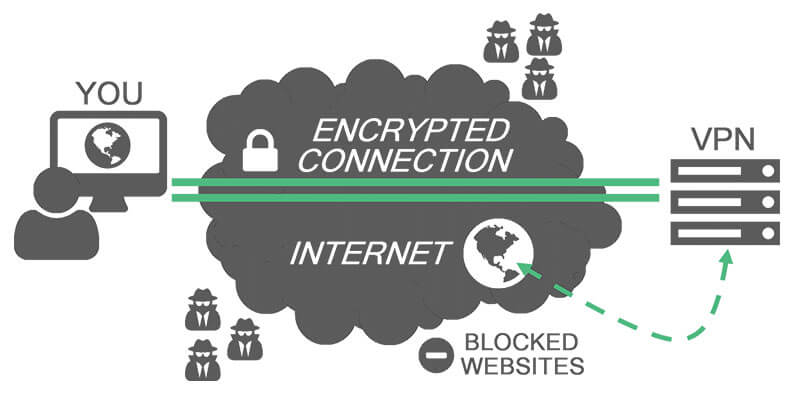 YOU
ENCRYPTED
CONNECTION
VPN
INTERNET
BLOCKED
WEBSITES